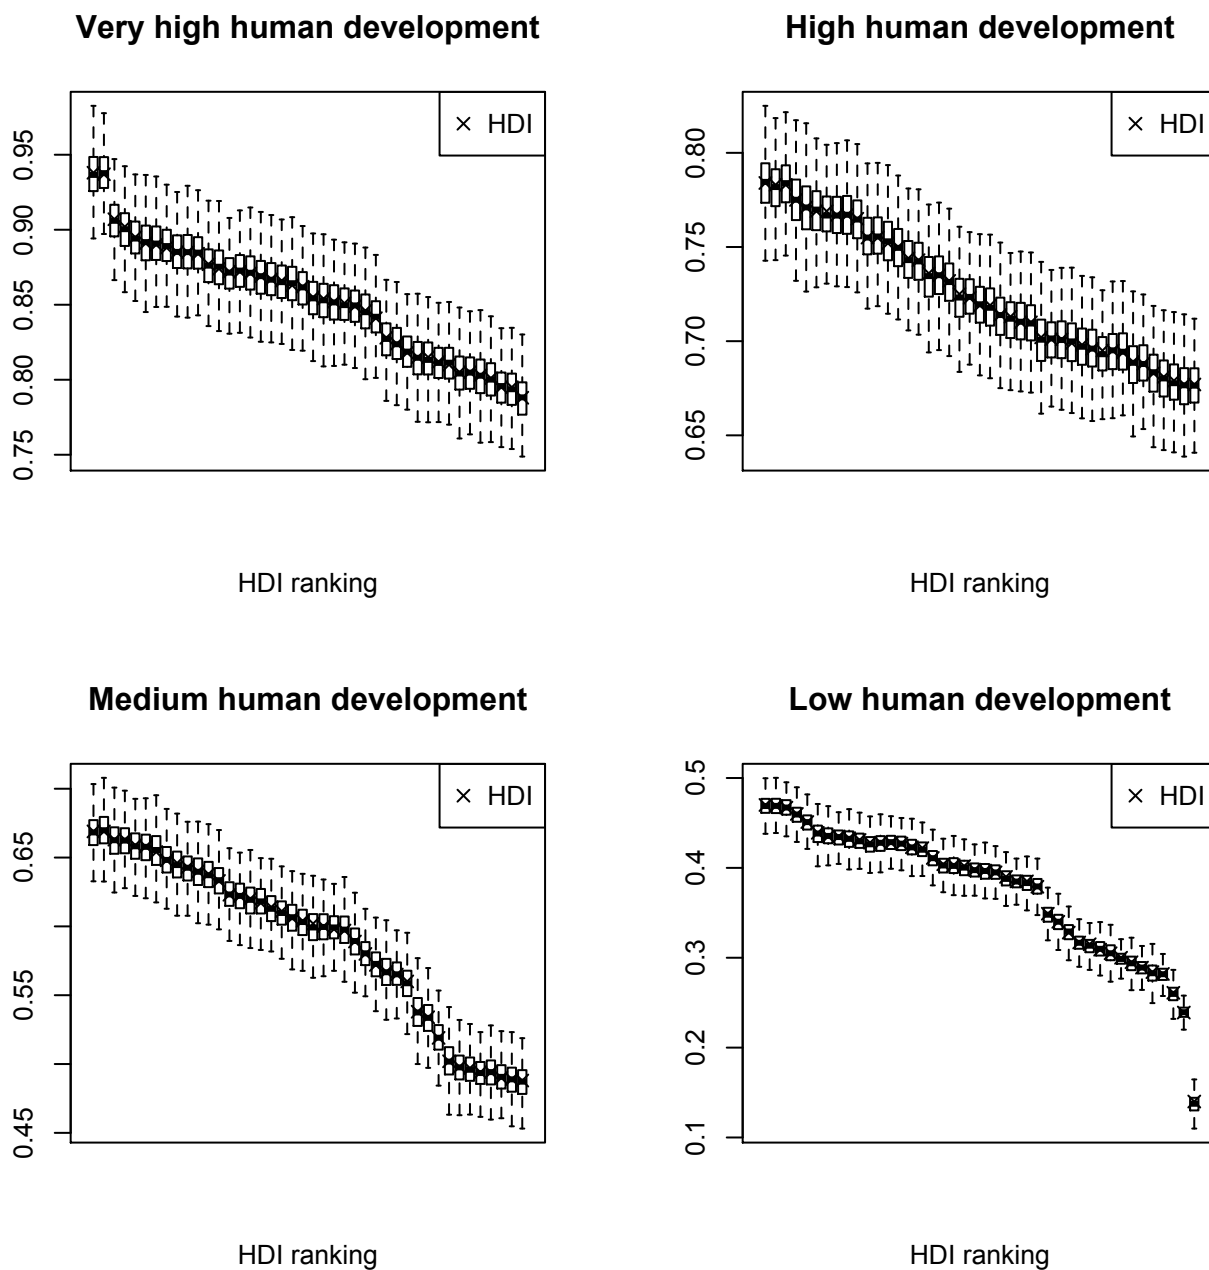 Very high human development
× HDI
0.95
0.90
0.85
0.80
0.75
HDI ranking
High human development
× HDI
0.80
0.75
0.70
0.65
HDI ranking
Medium human development
× HDI
0.65
0.55
0.45
HDI ranking
Low human development
× HDI
0.5
0.4
0.3
0.2
0.1
HDI ranking